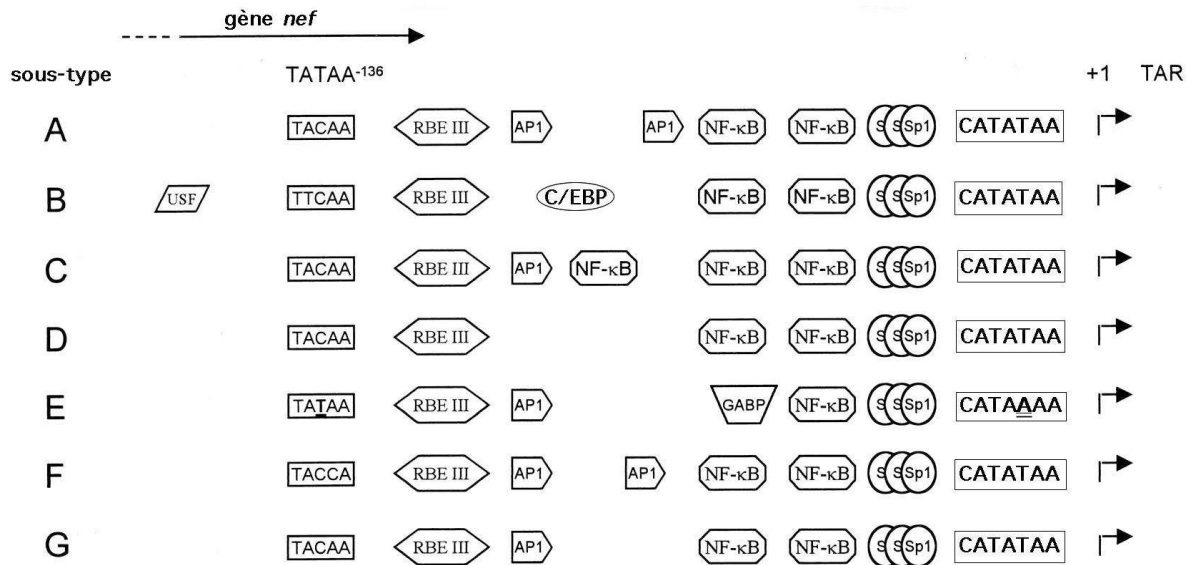 gène nef
sous-type TATAA-136 +1 TAR
A TACAA RBE III AP1 AP1 NF-κB NF-κB S S Sp1 CATATAA
B USF TTCAA RBE III C/EBP NF-κB NF-κB S S Sp1 CATATAA
C TACAA RBE III AP1 NF-κB NF-κB NF-κB S S Sp1 CATATAA
D TACAA RBE III NF-κB NF-κB S S Sp1 CATATAA
E TATAA RBE III AP1 GABP NF-κB S S Sp1 CATAAAA
F TACCA RBE III AP1 AP1 NF-κB NF-κB S S Sp1 CATATAA
G TACAA RBE III AP1 NF-κB NF-κB S S Sp1 CATATAA